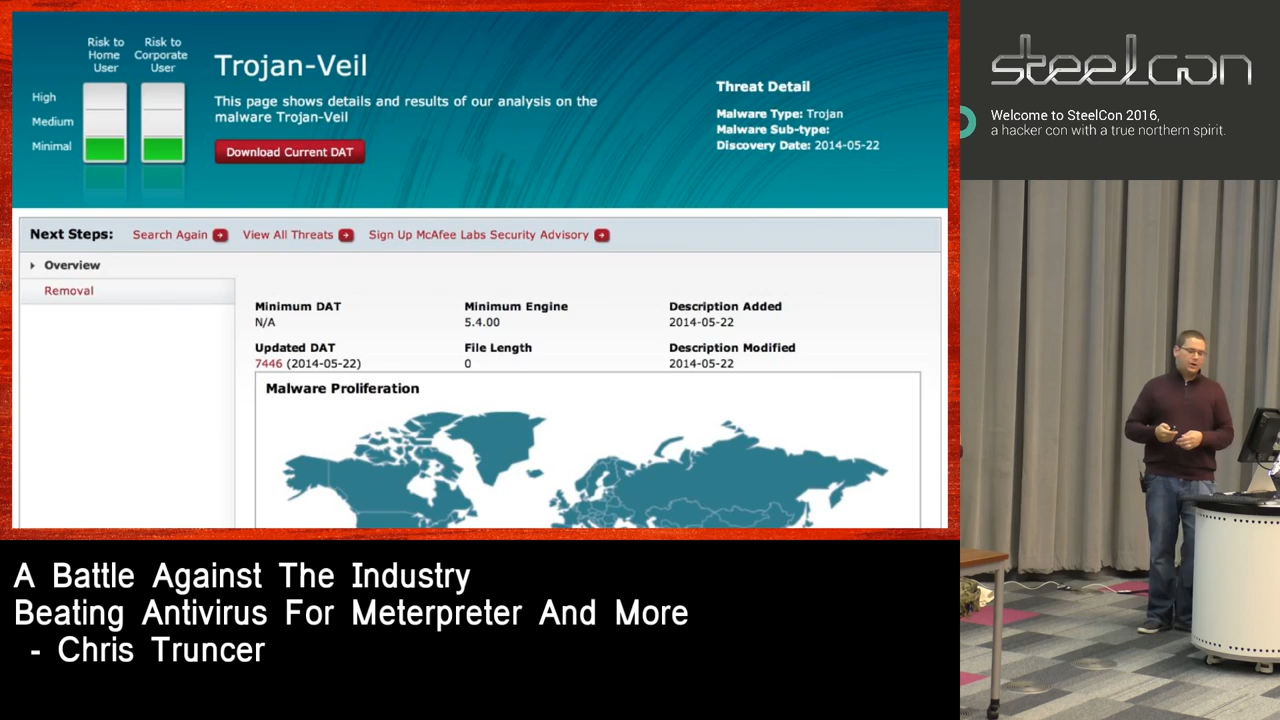 Risk to
Home
User
Risk to
Corporate
User
High
Medium
Minimal
Trojan-Veil
This page shows details and results of our analysis on the
malware Trojan-Veil
Download Current DAT
Threat Detail
Malware Type: Trojan
Malware Sub-type:
Discovery Date: 2014-05-22
Next Steps: Search Again View All Threats Sign Up McAfee Labs Security Advisory
Overview
Removal
Minimum DAT
N/A
Minimum Engine
5.4.00
Description Added
2014-05-22
Updated DAT
7446 (2014-05-22)
File Length
0
Description Modified
2014-05-22
Malware Proliferation
steelcon
Welcome to SteelCon 2016,
a hacker con with a true northern spirit.
A Battle Against The Industry
Beating Antivirus For Meterpreter And More
- Chris Truncer